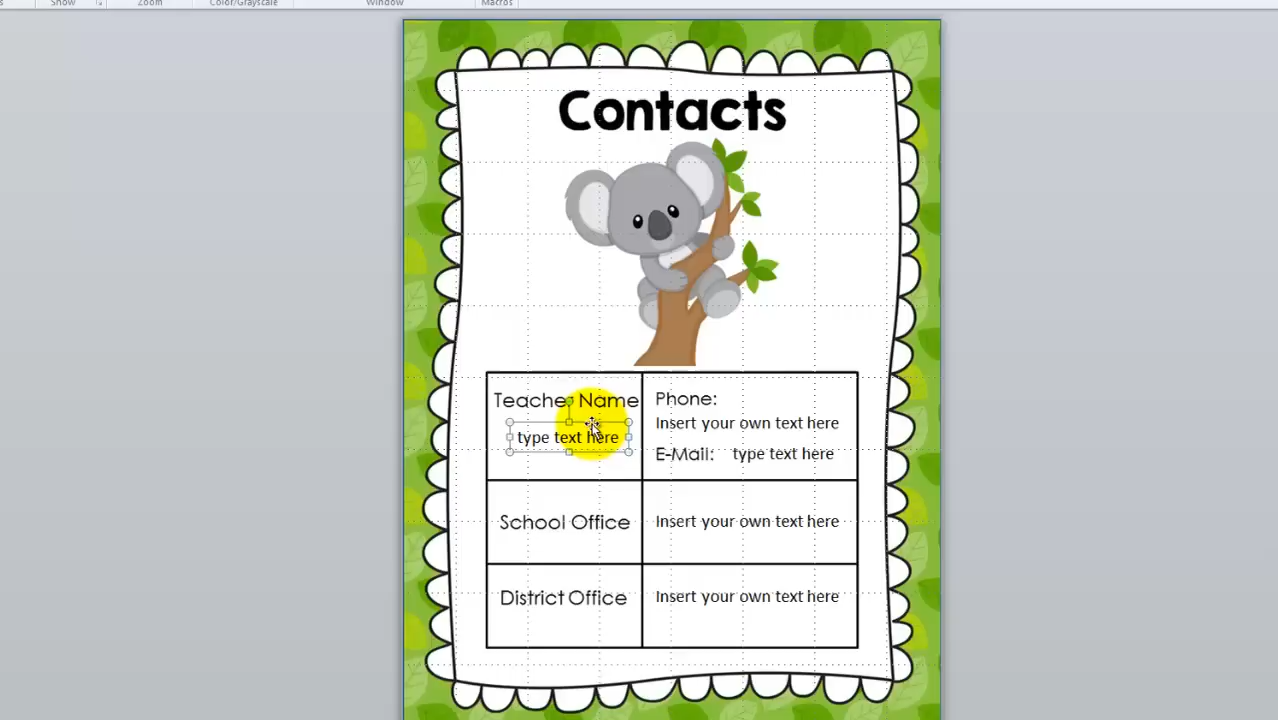 Show
Zoom
Color/Grayscale
Window
Macros
Contacts
Teacher Name
type text here
Phone:
Insert your own text here
E-Mail: type text here
School Office
Insert your own text here
District Office
Insert your own text here